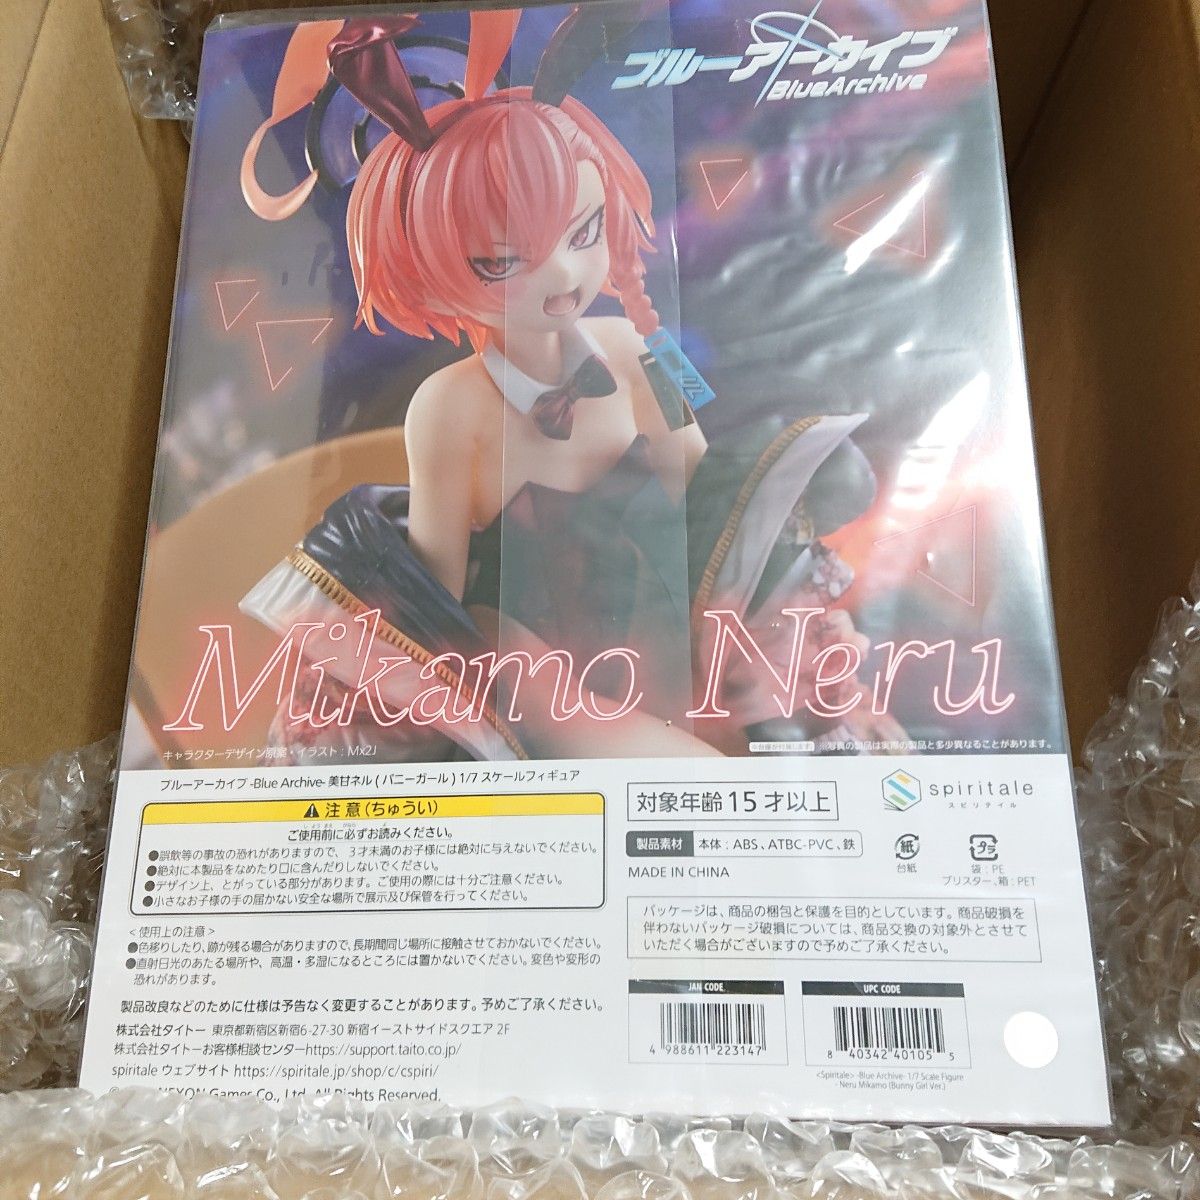 ブルーアーカイブ
BlueArchive
Mikamo Neru
キャラクターデザイン原案・イラスト：Mx2J
※台座が付属します ※写真の製品は実際の製品と多少異なることがあります。
ブルーアーカイブ -Blue Archive- 美甘ネル ( バニーガール ) 1/7 スケールフィギュア
注意（ちゅうい）
ご使用前に必ずお読みください。
●誤飲等の事故の恐れがありますので、３才未満のお子様には絶対に与えないでください。
●絶対に本製品をなめたり口に含んだりしないでください。
●デザイン上、とがっている部分があります。ご使用の際には十分ご注意ください。
●小さなお子様の手の届かない安全な場所で展示及び保管を行ってください。
＜使用上の注意＞
●色移りしたり、跡が残る場合がありますので、長期間同じ場所に接触させておかないでください。
●直射日光のあたる場所や、高温・多湿になるところには置かないでください。変色や変形の
恐れがあります。
製品改良などのために仕様は予告なく変更することがあります。予めご了承ください。
株式会社タイトー 東京都新宿区新宿6-27-30 新宿イーストサイドスクエア 2F
株式会社タイトーお客様相談センターhttps://support.taito.co.jp/
spiritale ウェブサイト https://spiritale.jp/shop/c/cspiri/
NEXON Games Co., Ltd. All Rights Reserved.
対象年齢 15 才以上
spiritale
スピリテイル
製品素材 本体：ABS、ATBC-PVC、鉄
MADE IN CHINA
紙
台紙
プラ
袋：PE
ブリスター、箱：PET
パッケージは、商品の梱包と保護を目的としています。商品破損を
伴わないパッケージ破損については、商品交換の対象外とさせて
いただく場合がございますので予めご了承ください。
JAN CODE
4 988611 223147
UPC CODE
8 40342 40105 5
<Spiritale> -Blue Archive- 1/7 Scale Figure
- Neru Mikamo (Bunny Girl Ver.)